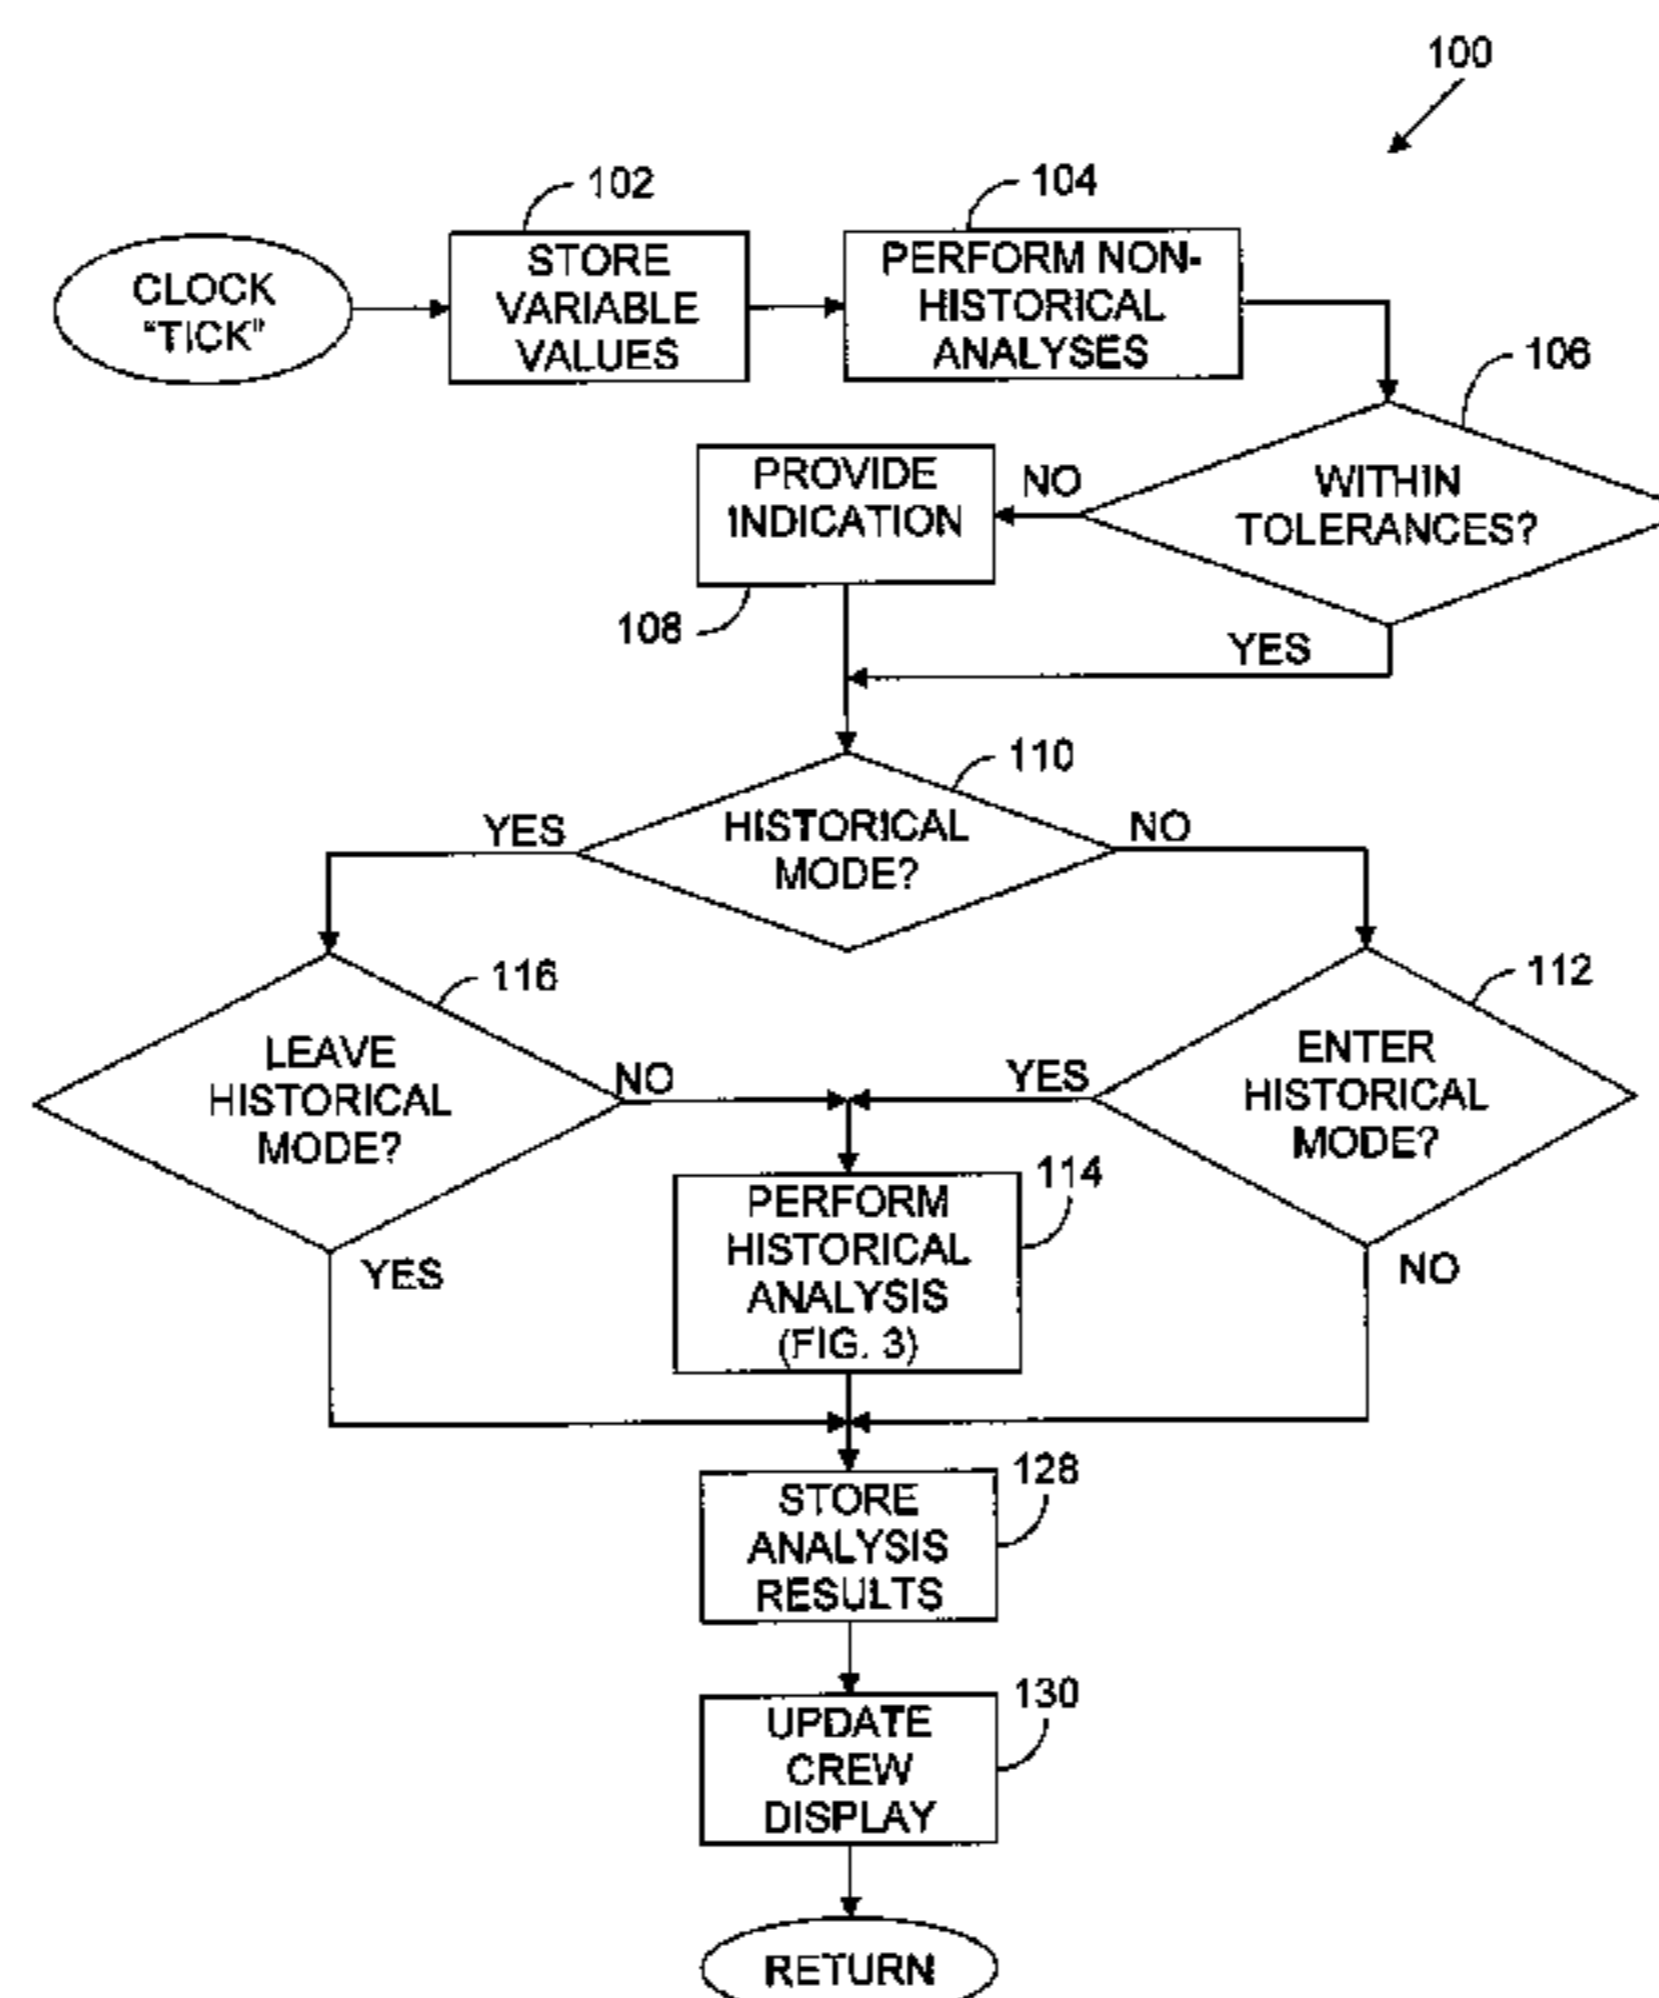 100
102
104
CLOCK
"TICK"
STORE
VARIABLE
VALUES
PERFORM NON-
HISTORICAL
ANALYSES
106
PROVIDE
INDICATION
NO
WITHIN
TOLERANCES?
108
YES
110
YES
HISTORICAL
MODE?
NO
116
112
LEAVE
HISTORICAL
MODE?
NO
YES
ENTER
HISTORICAL
MODE?
114
PERFORM
HISTORICAL
ANALYSIS
(FIG. 3)
YES
NO
128
STORE
ANALYSIS
RESULTS
130
UPDATE
CREW
DISPLAY
RETURN